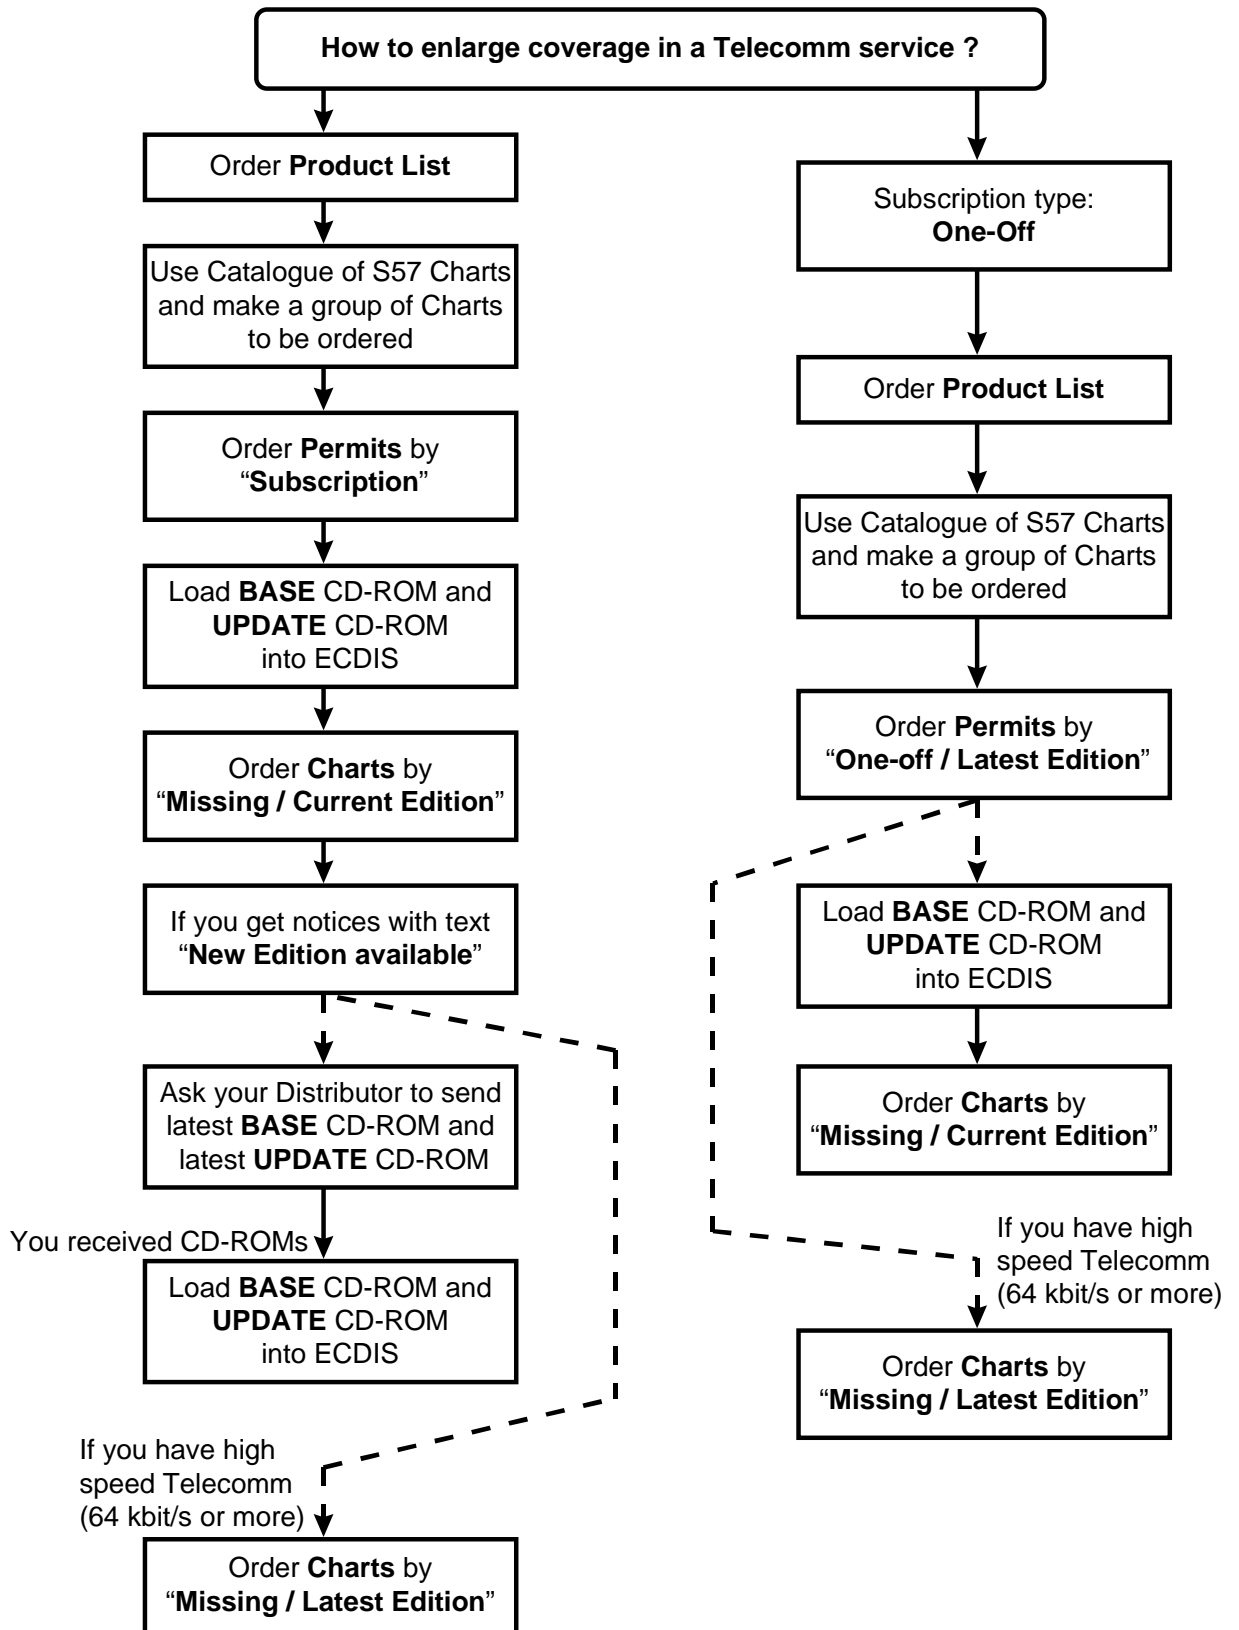 How to enlarge coverage in a Telecomm service ?
Order Product List
Use Catalogue of S57 Charts
and make a group of Charts
to be ordered
Order Permits by
“Subscription”
Load BASE CD-ROM and
UPDATE CD-ROM
into ECDIS
Order Charts by
“Missing / Current Edition”
If you get notices with text
“New Edition available”
Ask your Distributor to send
latest BASE CD-ROM and
latest UPDATE CD-ROM
You received CD-ROMs
Load BASE CD-ROM and
UPDATE CD-ROM
into ECDIS
If you have high
speed Telecomm
(64 kbit/s or more)
Order Charts by
“Missing / Latest Edition”
Subscription type:
One-Off
Order Product List
Use Catalogue of S57 Charts
and make a group of Charts
to be ordered
Order Permits by
“One-off / Latest Edition”
Load BASE CD-ROM and
UPDATE CD-ROM
into ECDIS
Order Charts by
“Missing / Current Edition”
If you have high
speed Telecomm
(64 kbit/s or more)
Order Charts by
“Missing / Latest Edition”